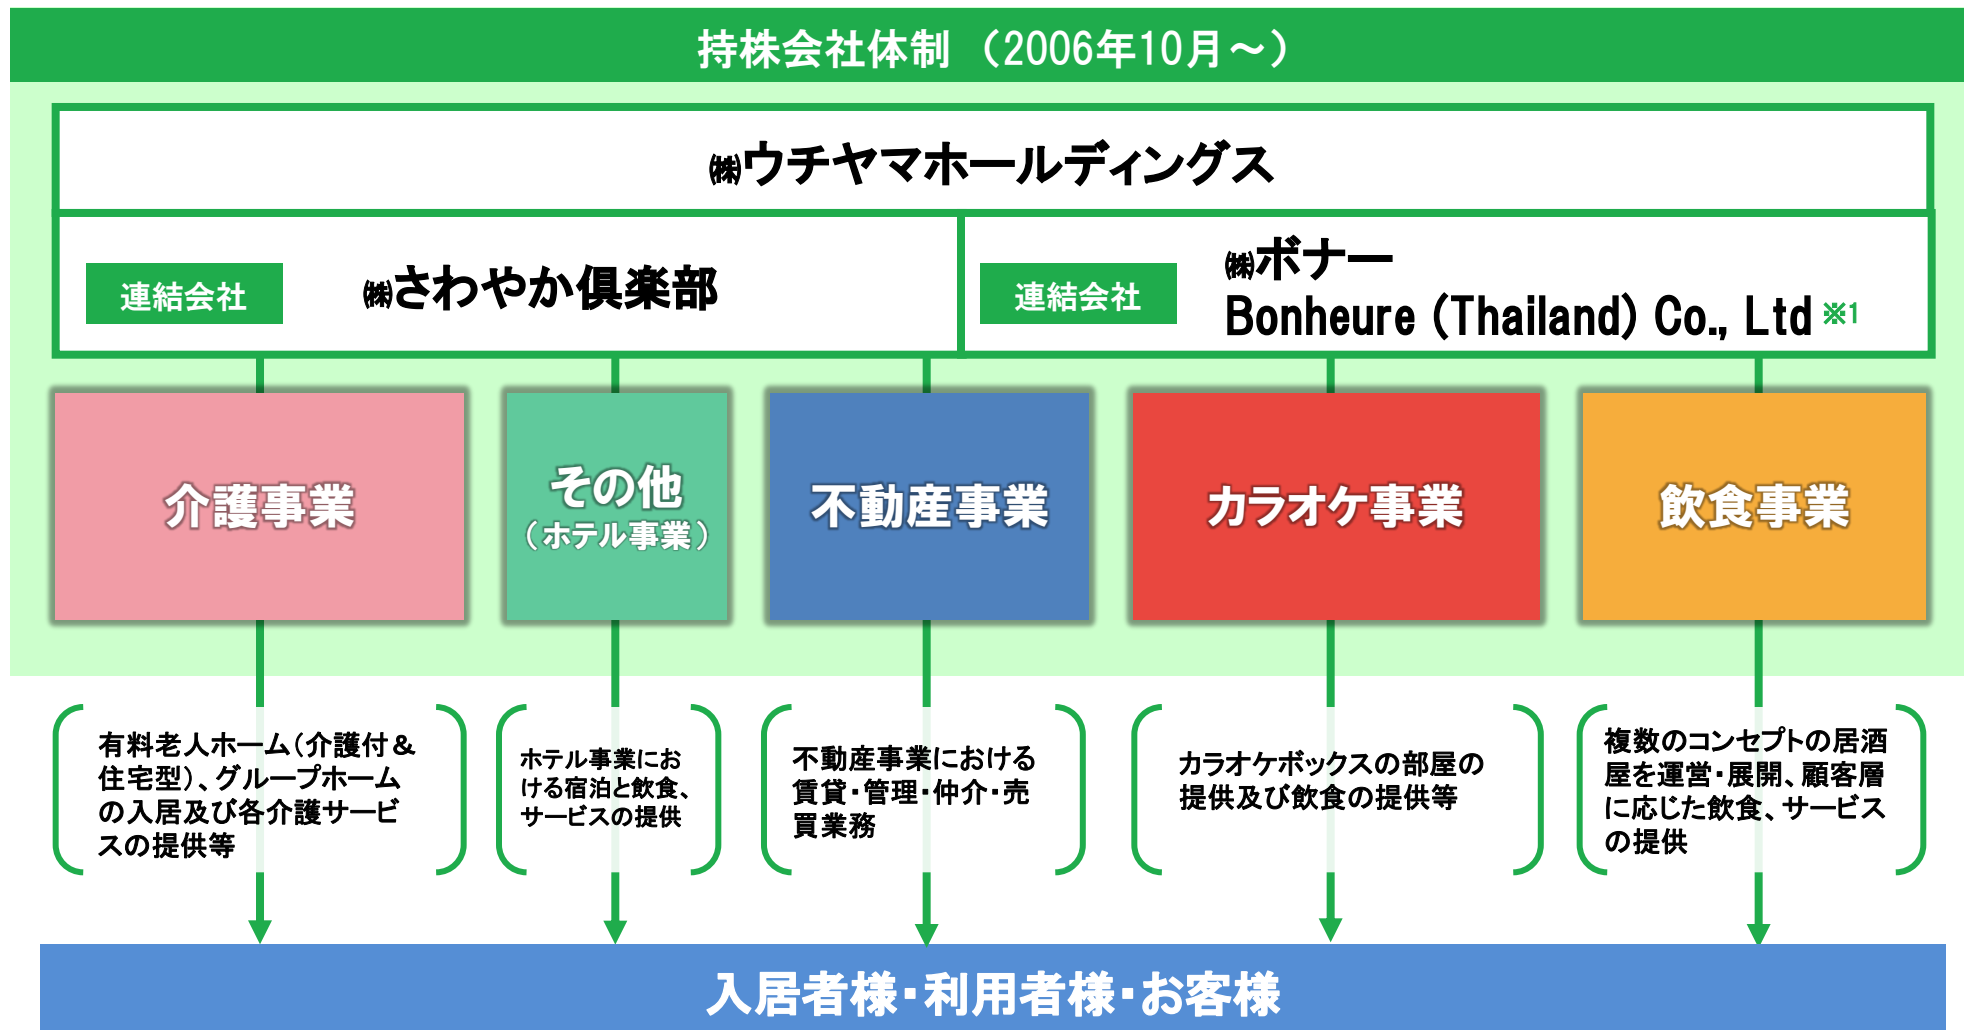 持株会社体制 （2006年10月～）
㈱ウチヤマホールディングス
連結会社
㈱さわやか倶楽部
連結会社
㈱ボナー
Bonheure (Thailand) Co., Ltd ※1
介護事業
その他
（ホテル事業）
不動産事業
カラオケ事業
飲食事業
有料老人ホーム（介護付＆
住宅型）、グループホーム
の入居及び各介護サービ
スの提供等
ホテル事業にお
ける宿泊と飲食、
サービスの提供
不動産事業における
賃貸・管理・仲介・売
買業務
カラオケボックスの部屋の
提供及び飲食の提供等
複数のコンセプトの居酒
屋を運営・展開、顧客層
に応じた飲食、サービス
の提供
入居者様・利用者様・お客様